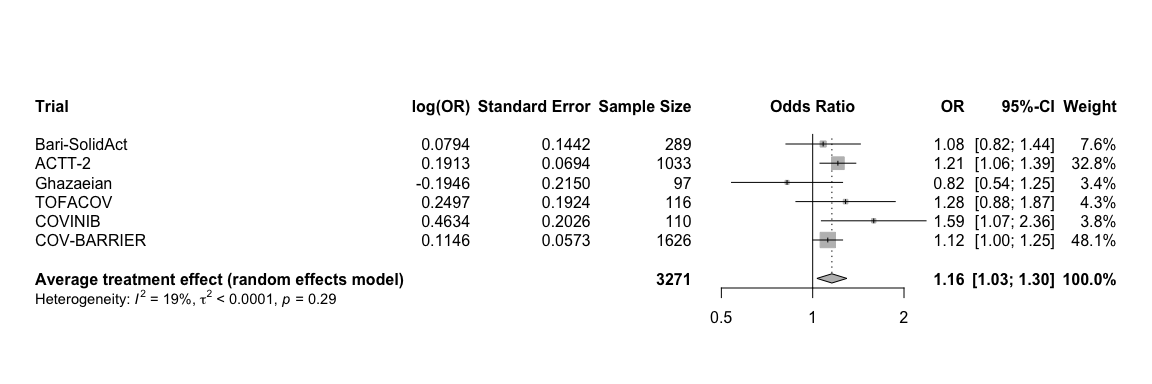 Trial log(OR) Standard Error Sample Size Odds Ratio OR 95%-CI Weight
Bari-SolidAct 0.0794 0.1442 289 1.08 [0.82; 1.44] 7.6%
ACTT-2 0.1913 0.0694 1033 1.21 [1.06; 1.39] 32.8%
Ghazaeian -0.1946 0.2150 97 0.82 [0.54; 1.25] 3.4%
TOFACOV 0.2497 0.1924 116 1.28 [0.88; 1.87] 4.3%
COVINIB 0.4634 0.2026 110 1.59 [1.07; 2.36] 3.8%
COV-BARRIER 0.1146 0.0573 1626 1.12 [1.00; 1.25] 48.1%
Average treatment effect (random effects model) 3271 1.16 [1.03; 1.30] 100.0%
Heterogeneity: I² = 19%, τ² < 0.0001, p = 0.29
0.5 1 2